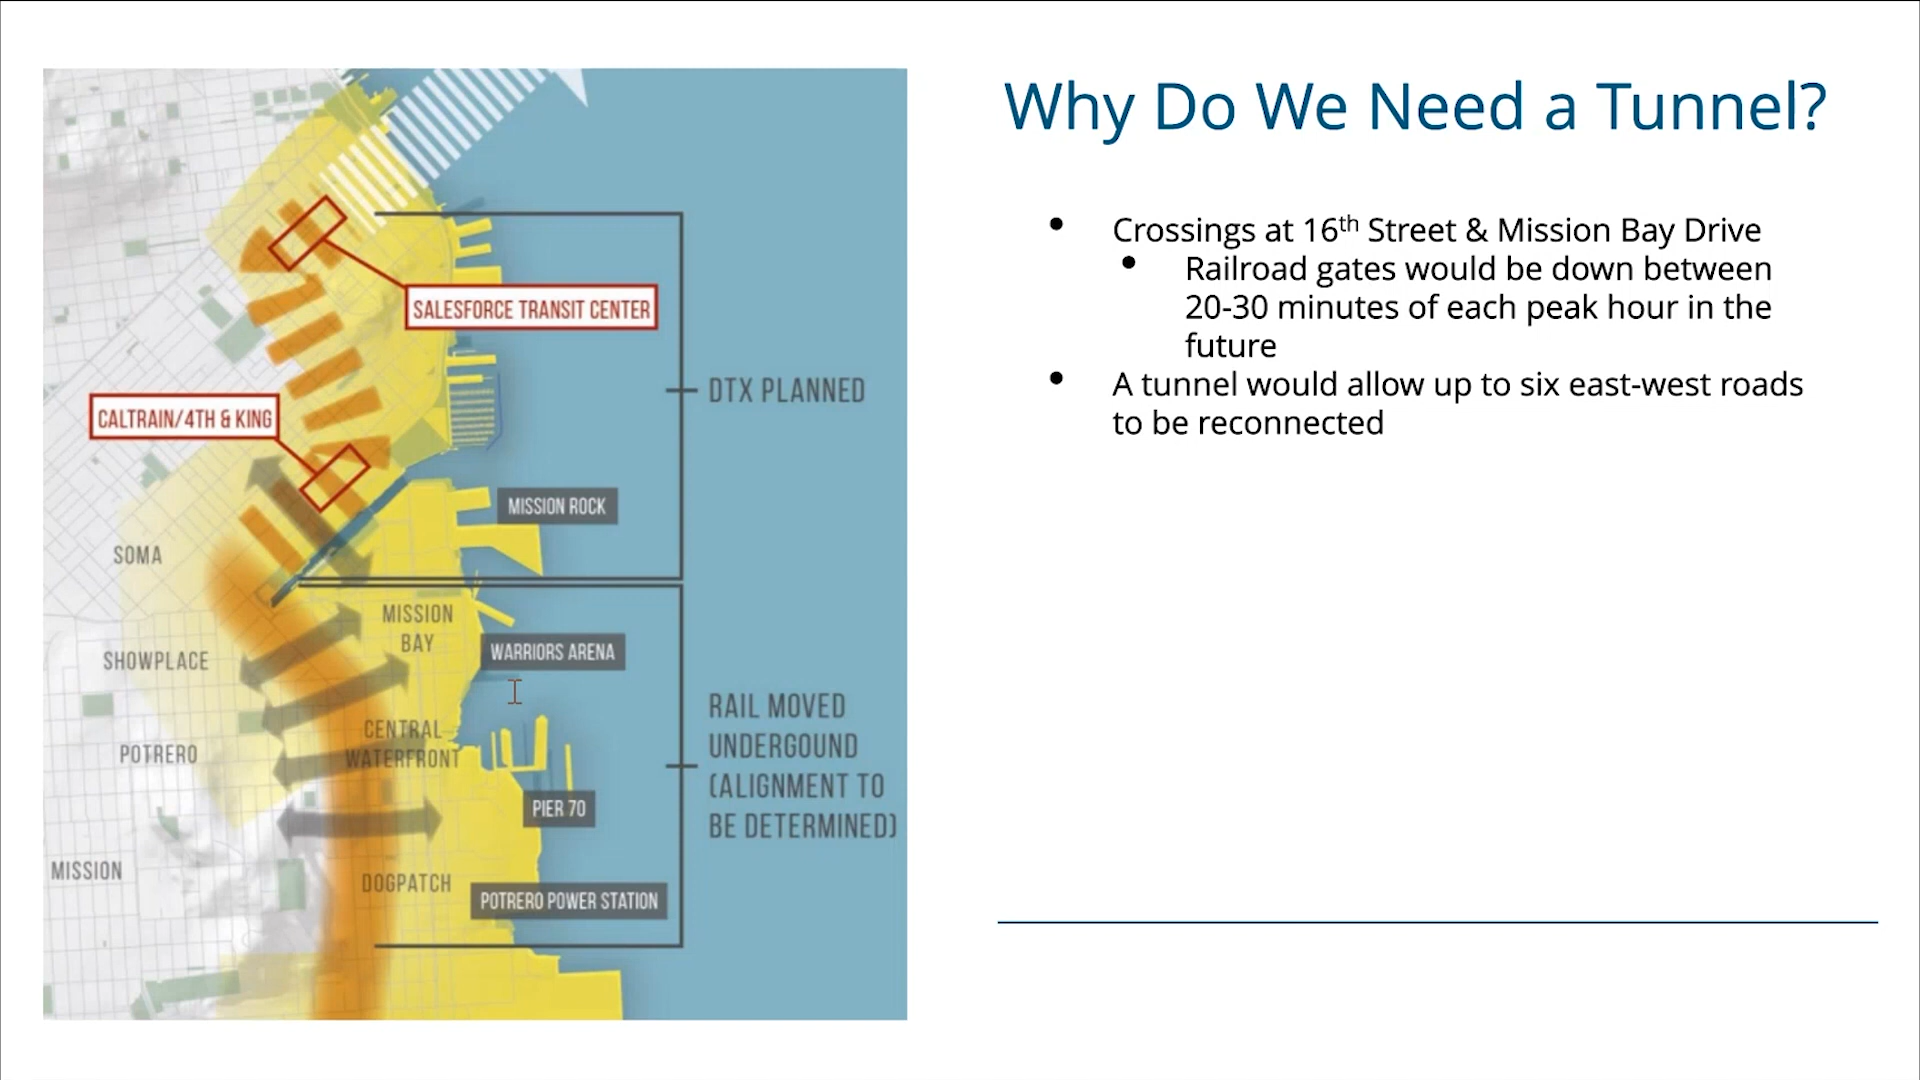 Why Do We Need a Tunnel?
• Crossings at 16th Street & Mission Bay Drive
• Railroad gates would be down between
20-30 minutes of each peak hour in the
future
• A tunnel would allow up to six east-west roads
to be reconnected
SALESFORCE TRANSIT CENTER
DTX PLANNED
CALTRAIN/4TH & KING
MISSION ROCK
SOMA
MISSION
BAY
WARRIORS ARENA
SHOWPLACE
RAIL MOVED
UNDERGOUND
(ALIGNMENT TO
BE DETERMINED)
CENTRAL
WATERFRONT
POTRERO
PIER 70
MISSION
DOGPATCH
POTRERO POWER STATION